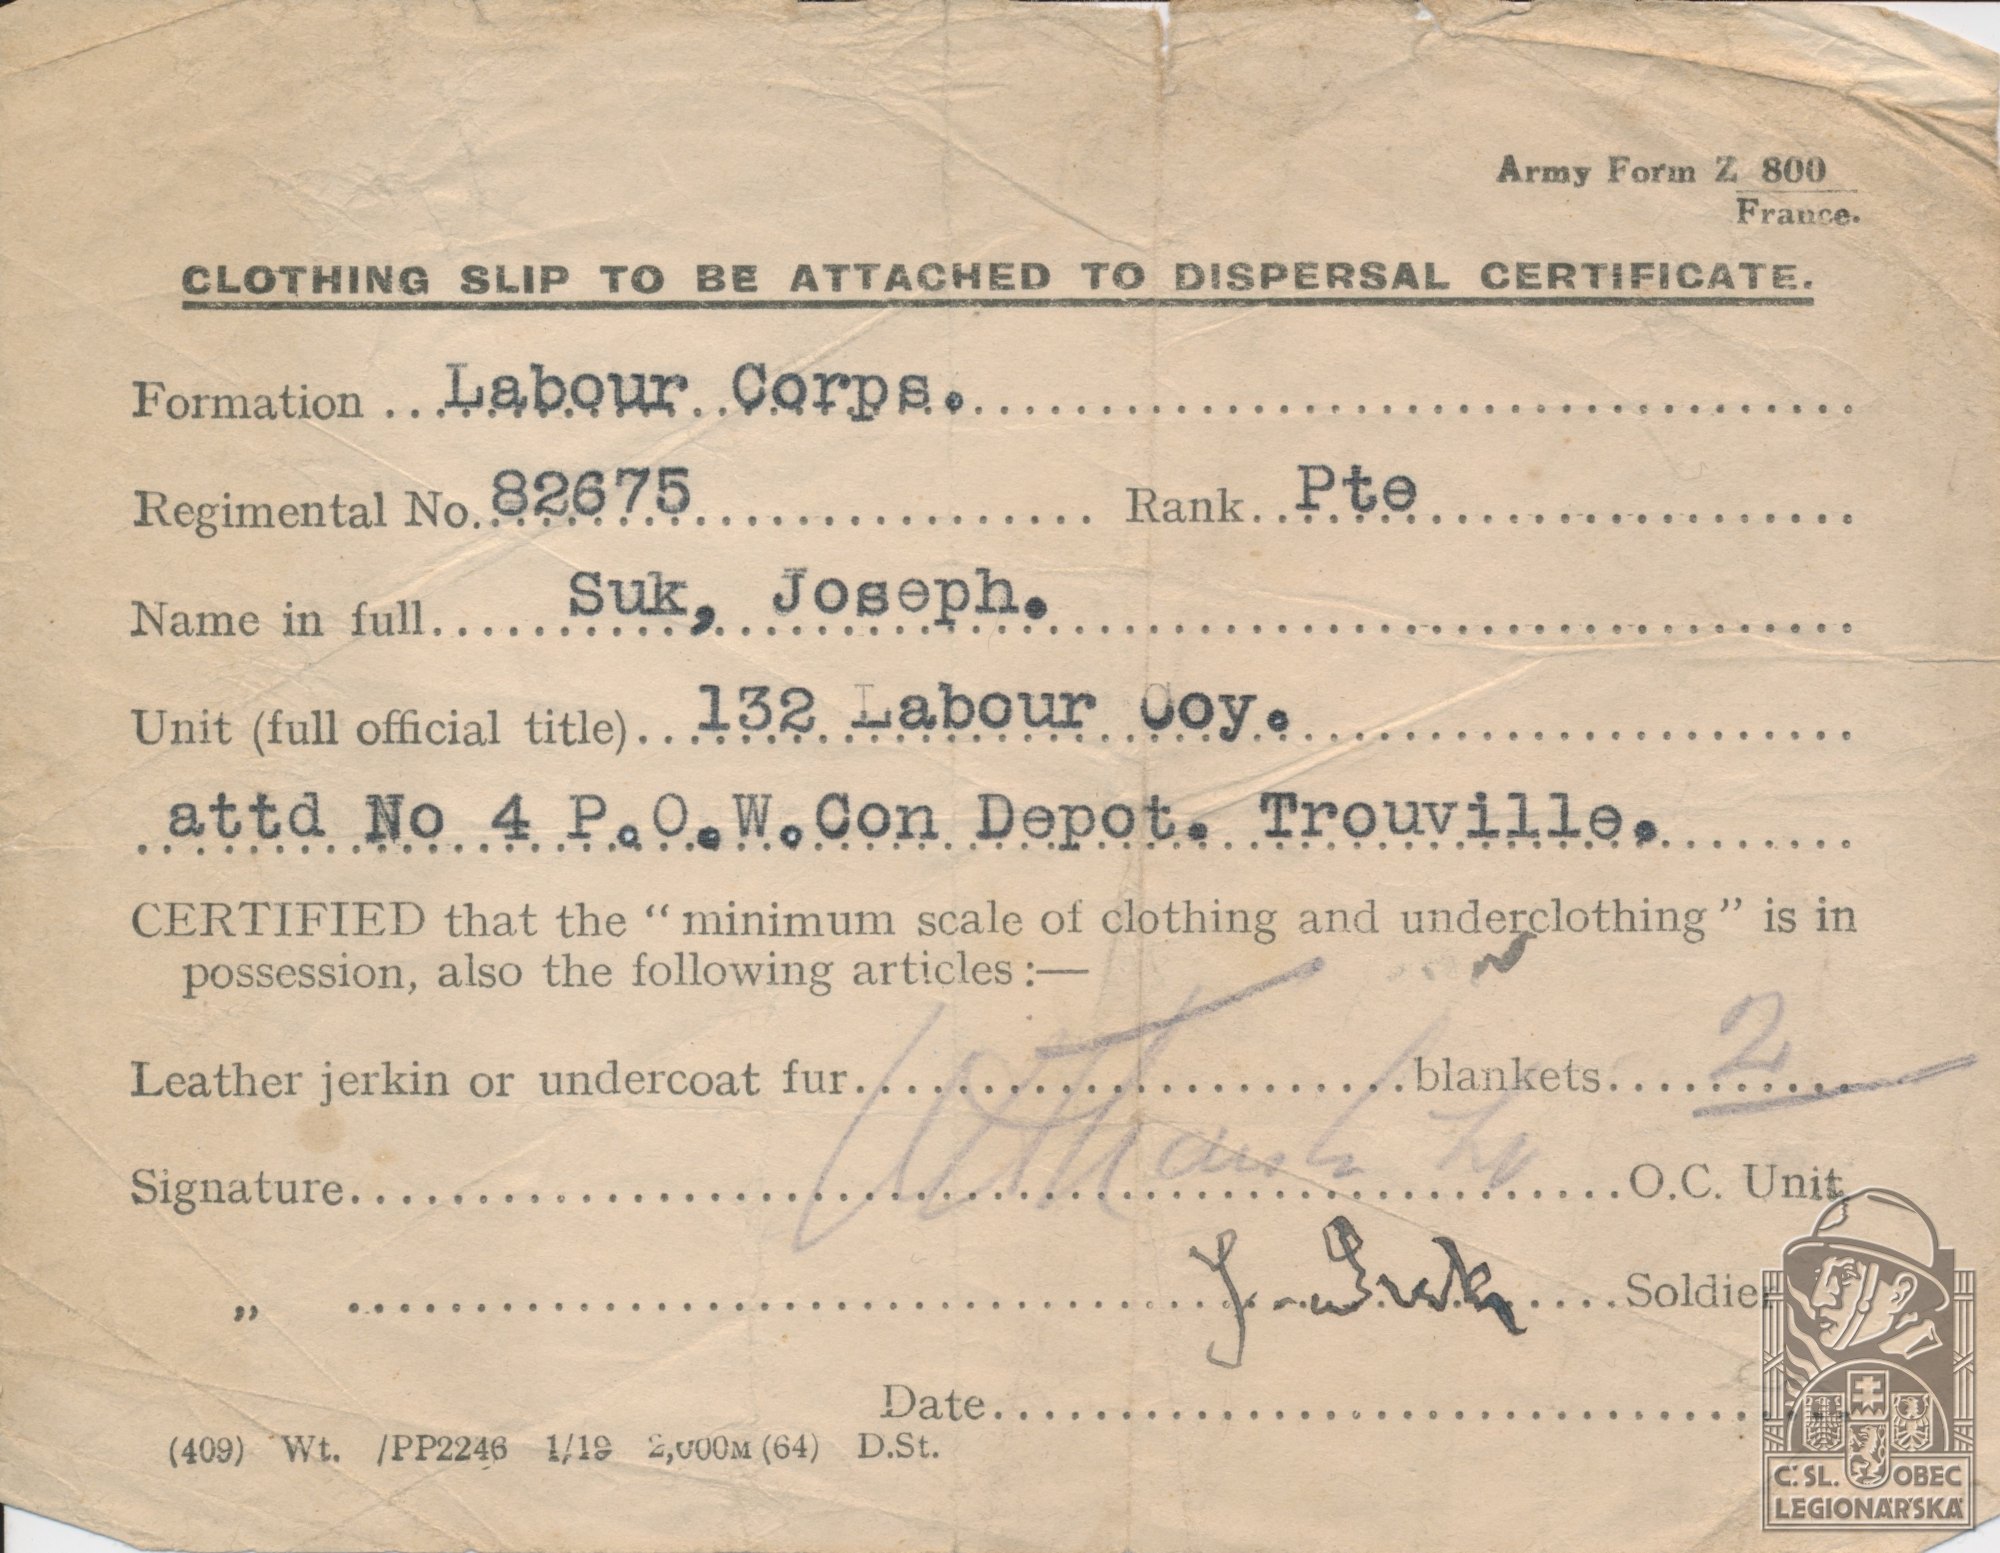 Army Form Z 800
France.
CLOTHING SLIP TO BE ATTACHED TO DISPERSAL CERTIFICATE.
Formation ... Labour Corps.
Regimental No. 82675 Rank .. Pte
Name in full .... Suk, Joseph.
Unit (full official title) ... 132 Labour Coy.
attd No 4 P.O.W.Con Depot. Trouville.
CERTIFIED that the “minimum scale of clothing and underclothing” is in
possession, also the following articles:—
Leather jerkin or undercoat fur .......... blankets ..... 2
Signature .......... O.C. Unit
„ .......... J. Suk .... Soldier
Date ..........
(409) Wt. /PP2246 1/19 2,000M (64) D.St.
Č. SL. OBEC
LEGIONÁŘSKÁ